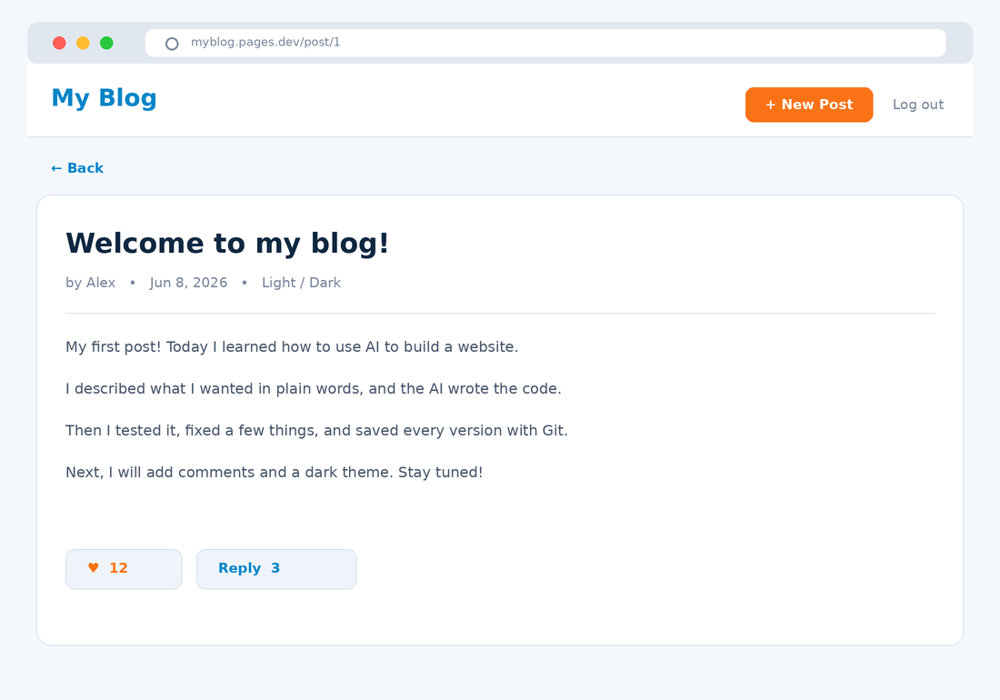 myblog.pages.dev/post/1
My Blog
+ New Post
Log out
← Back
Welcome to my blog!
by Alex • Jun 8, 2026 • Light / Dark
My first post! Today I learned how to use AI to build a website.
I described what I wanted in plain words, and the AI wrote the code.
Then I tested it, fixed a few things, and saved every version with Git.
Next, I will add comments and a dark theme. Stay tuned!
♥ 12
Reply 3